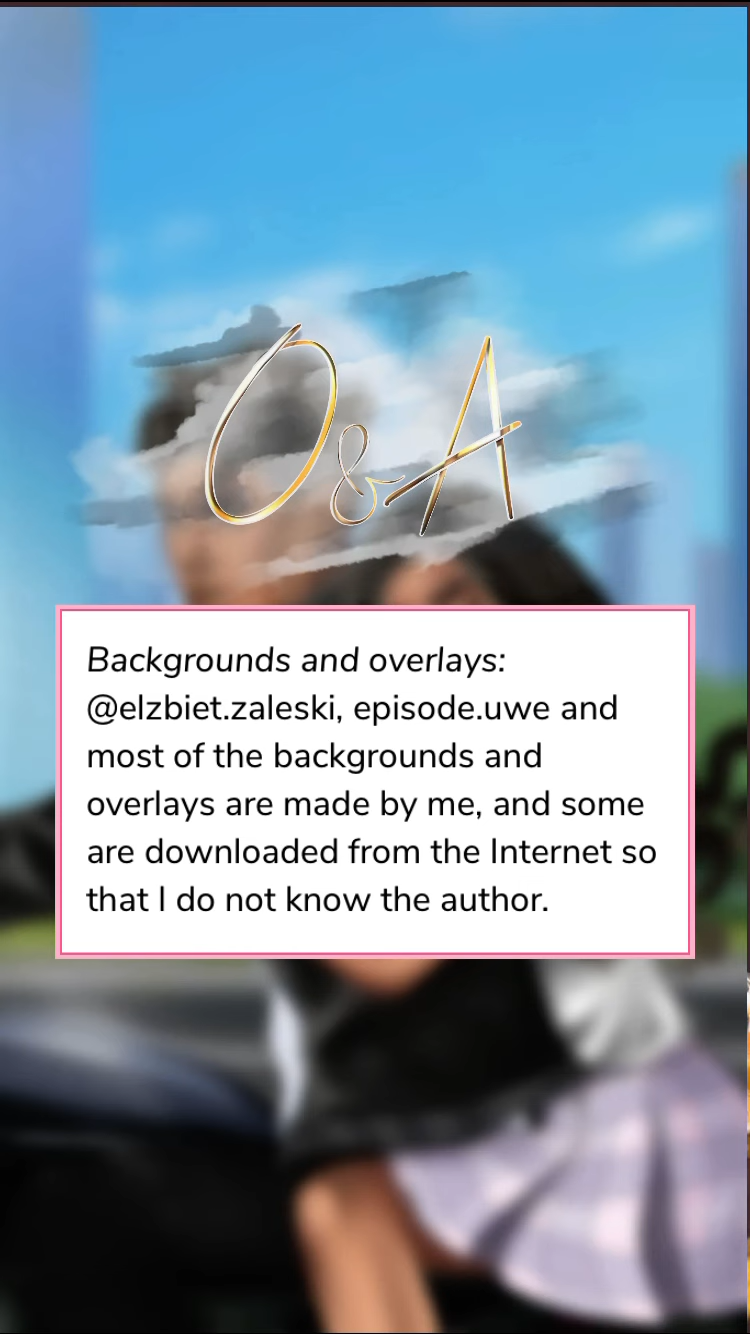 O & A
Backgrounds and overlays:
@elzbiet.zaleski, episode.uwe and
most of the backgrounds and
overlays are made by me, and some
are downloaded from the Internet so
that I do not know the author.